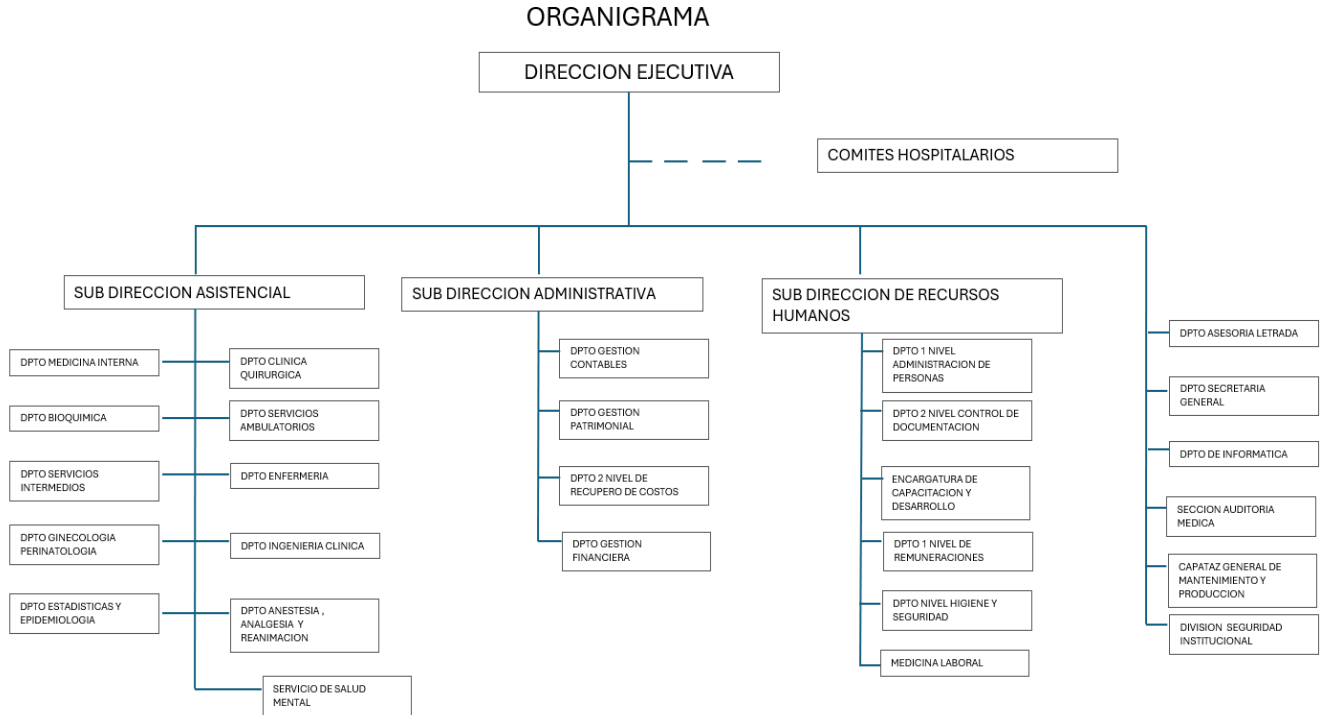 ORGANIGRAMA
DIRECCION EJECUTIVA
COMITES HOSPITALARIOS
SUB DIRECCION ASISTENCIAL
DPTO MEDICINA INTERNA
DPTO CLINICA
QUIRURGICA
DPTO BIOQUIMICA
DPTO SERVICIOS
AMBULATORIOS
DPTO SERVICIOS
INTERMEDIOS
DPTO ENFERMERIA
DPTO GINECOLOGIA
PERINATOLOGIA
DPTO INGENIERIA CLINICA
DPTO ESTADISTICAS Y
EPIDEMIOLOGIA
DPTO ANESTESIA ,
ANALGESIA Y
REANIMACION
SERVICIO DE SALUD
MENTAL
SUB DIRECCION ADMINISTRATIVA
DPTO GESTION
CONTABLES
DPTO GESTION
PATRIMONIAL
DPTO 2 NIVEL DE
RECUPERO DE COSTOS
DPTO GESTION
FINANCIERA
SUB DIRECCION DE RECURSOS
HUMANOS
DPTO 1 NIVEL
ADMINISTRACION DE
PERSONAS
DPTO 2 NIVEL CONTROL DE
DOCUMENTACION
ENCARGATURA DE
CAPACITACION Y
DESARROLLO
DPTO 1 NIVEL DE
REMUNERACIONES
DPTO NIVEL HIGIENE Y
SEGURIDAD
MEDICINA LABORAL
DPTO ASESORIA LETRADA
DPTO SECRETARIA
GENERAL
DPTO DE INFORMATICA
SECCION AUDITORIA
MEDICA
CAPATAZ GENERAL DE
MANTENIMIENTO Y
PRODUCCION
DIVISION SEGURIDAD
INSTITUCIONAL